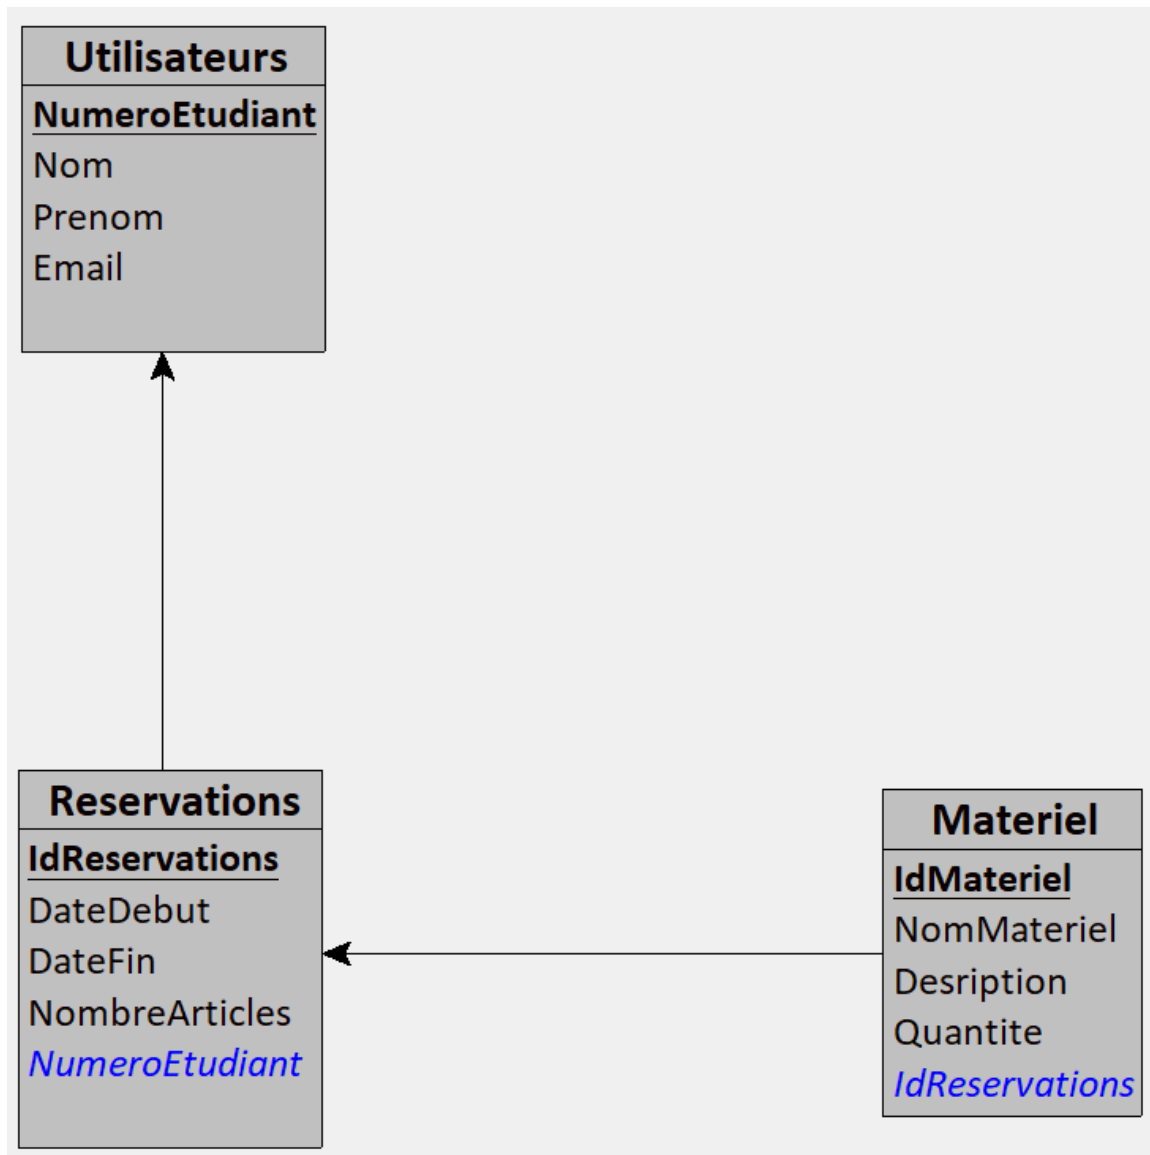 Utilisateurs
NumeroEtudiant
Nom
Prenom
Email
Reservations
IdReservations
DateDebut
DateFin
NombreArticles
NumeroEtudiant
Materiel
IdMateriel
NomMateriel
Desription
Quantite
IdReservations